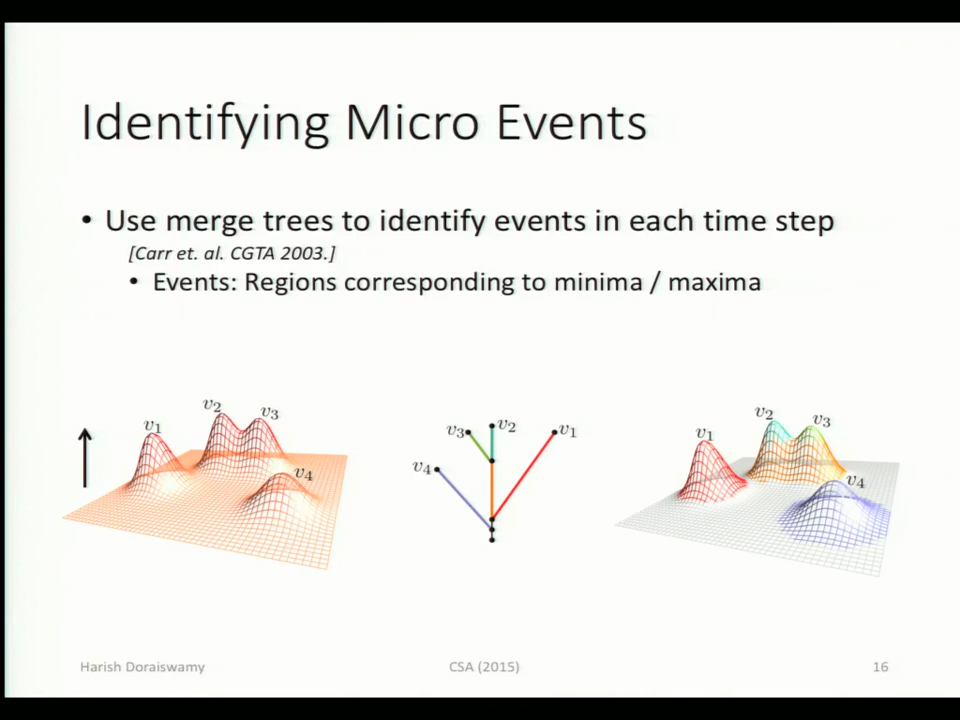 Identifying Micro Events
• Use merge trees to identify events in each time step
[Carr et. al. CGTA 2003.]
• Events: Regions corresponding to minima / maxima
v1 v2 v3 v4
v3 v2 v1 v4
v1 v2 v3 v4
Harish Doraiswamy CSA (2015) 16